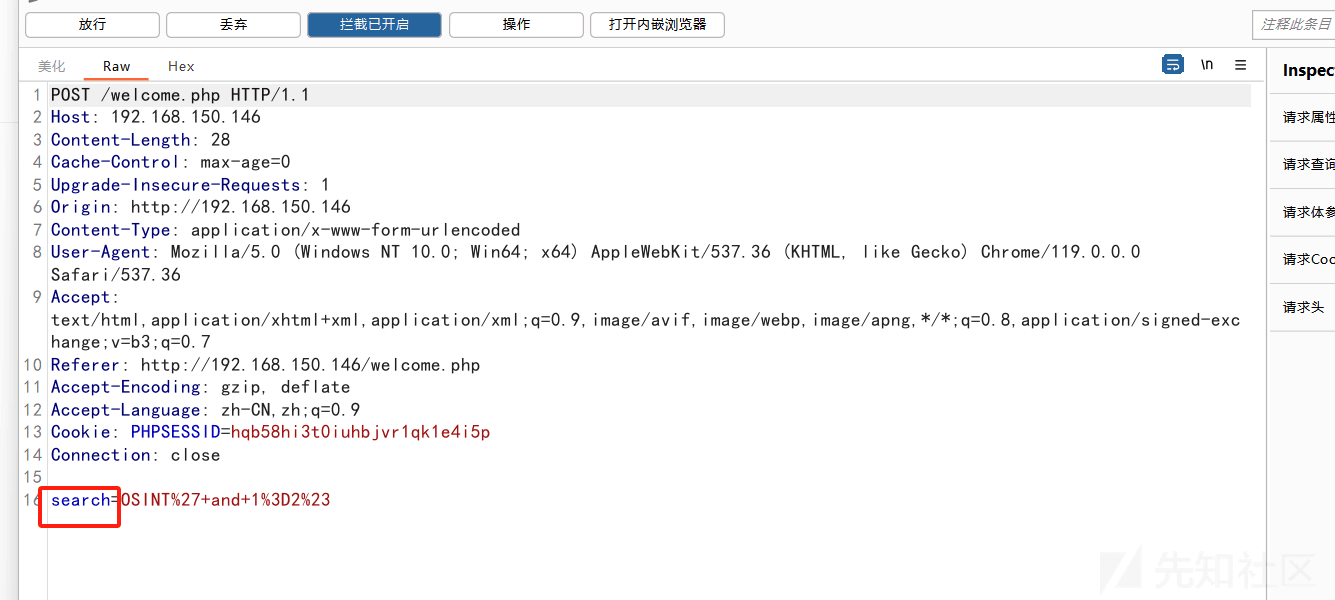 放行 丢弃 拦截已开启 操作 打开内嵌浏览器 注释此条目
美化 Raw Hex \n
Inspec
请求属性
请求查询
请求体参
请求Coo
请求头
1 POST /welcome.php HTTP/1.1
2 Host: 192.168.150.146
3 Content-Length: 28
4 Cache-Control: max-age=0
5 Upgrade-Insecure-Requests: 1
6 Origin: http://192.168.150.146
7 Content-Type: application/x-www-form-urlencoded
8 User-Agent: Mozilla/5.0 (Windows NT 10.0; Win64; x64) AppleWebKit/537.36 (KHTML, like Gecko) Chrome/119.0.0.0
Safari/537.36
9 Accept:
text/html,application/xhtml+xml,application/xml;q=0.9,image/avif,image/webp,image/apng,*/*;q=0.8,application/signed-exc
hange;v=b3;q=0.7
10 Referer: http://192.168.150.146/welcome.php
11 Accept-Encoding: gzip, deflate
12 Accept-Language: zh-CN,zh;q=0.9
13 Cookie: PHPSESSID=hqb58hi3t0iuhbjvr1qk1e4i5p
14 Connection: close
15
16 search=OSINT%27+and+1%3D2%23
先知社区